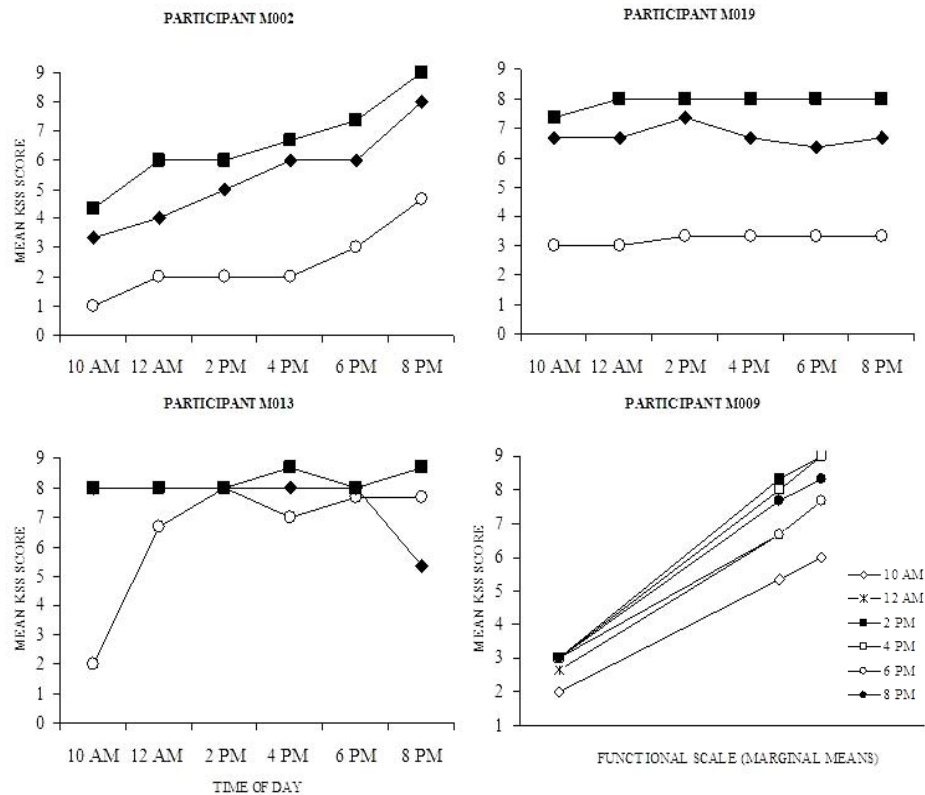 PARTICIPANT M002
9
8
7
6
5
4
3
2
1
0
MEAN KSS SCORE
10 AM 12 AM 2 PM 4 PM 6 PM 8 PM
PARTICIPANT M019
9
8
7
6
5
4
3
2
1
0
MEAN KSS SCORE
10 AM 12 AM 2 PM 4 PM 6 PM 8 PM
PARTICIPANT M013
9
8
7
6
5
4
3
2
1
0
MEAN KSS SCORE
10 AM 12 AM 2 PM 4 PM 6 PM 8 PM
TIME OF DAY
PARTICIPANT M009
9
8
7
6
5
4
3
2
1
MEAN KSS SCORE
10 AM
12 AM
2 PM
4 PM
6 PM
8 PM
FUNCTIONAL SCALE (MARGINAL MEANS)